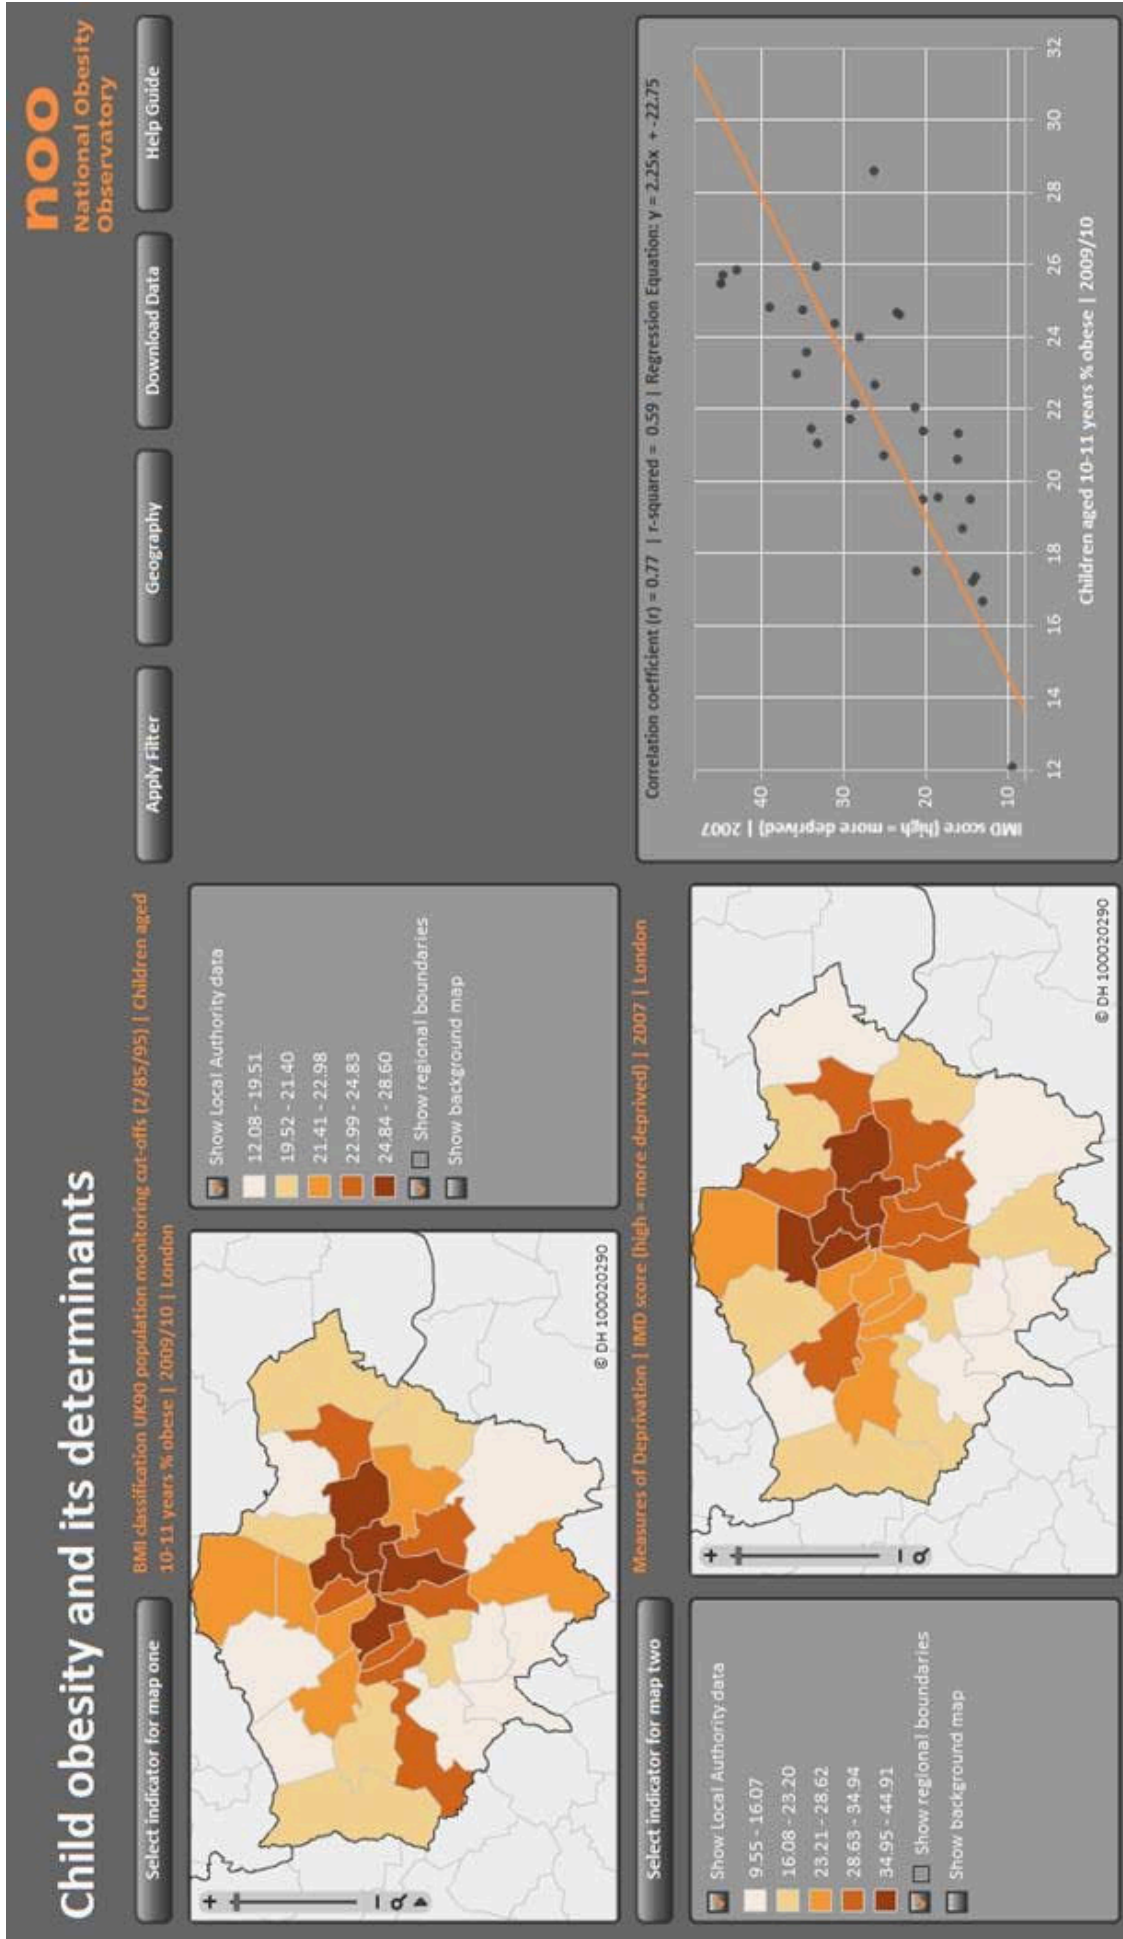 Child obesity and its determinants
noo
National Obesity
Observatory
Select indicator for map one
BMI classification UK90 population monitoring cut-offs (2/85/95) | Children aged
10-11 years % obese | 2009/10 | London
Apply Filter
Geography
Download Data
Help Guide
+
−
© DH 100020290
Show Local Authority data
12.08 - 19.51
19.52 - 21.40
21.41 - 22.98
22.99 - 24.83
24.84 - 28.60
Show regional boundaries
Show background map
Select indicator for map two
Measures of Deprivation | IMD score (high = more deprived) | 2007 | London
Show Local Authority data
9.55 - 16.07
16.08 - 23.20
23.21 - 28.62
28.63 - 34.94
34.95 - 44.91
Show regional boundaries
Show background map
+
−
© DH 100020290
Correlation coefficient (r) = 0.77 | r-squared = 0.59 | Regression Equation: y = 2.25x + -22.75
IMD score (high = more deprived) | 2007
40
30
20
10
12 14 16 18 20 22 24 26 28 30 32
Children aged 10-11 years % obese | 2009/10